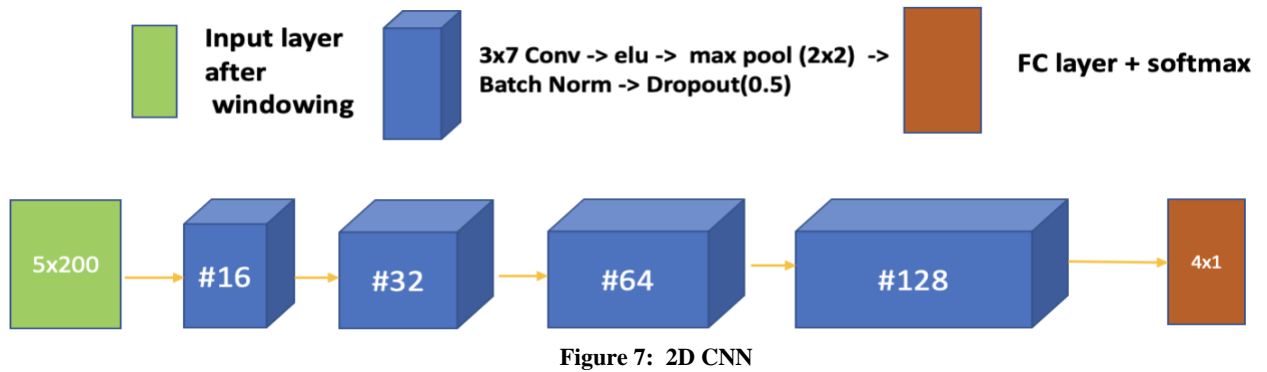 Input layer
after
windowing
3x7 Conv -> elu -> max pool (2x2) ->
Batch Norm -> Dropout(0.5)
FC layer + softmax
5x200
#16
#32
#64
#128
4x1
Figure 7: 2D CNN